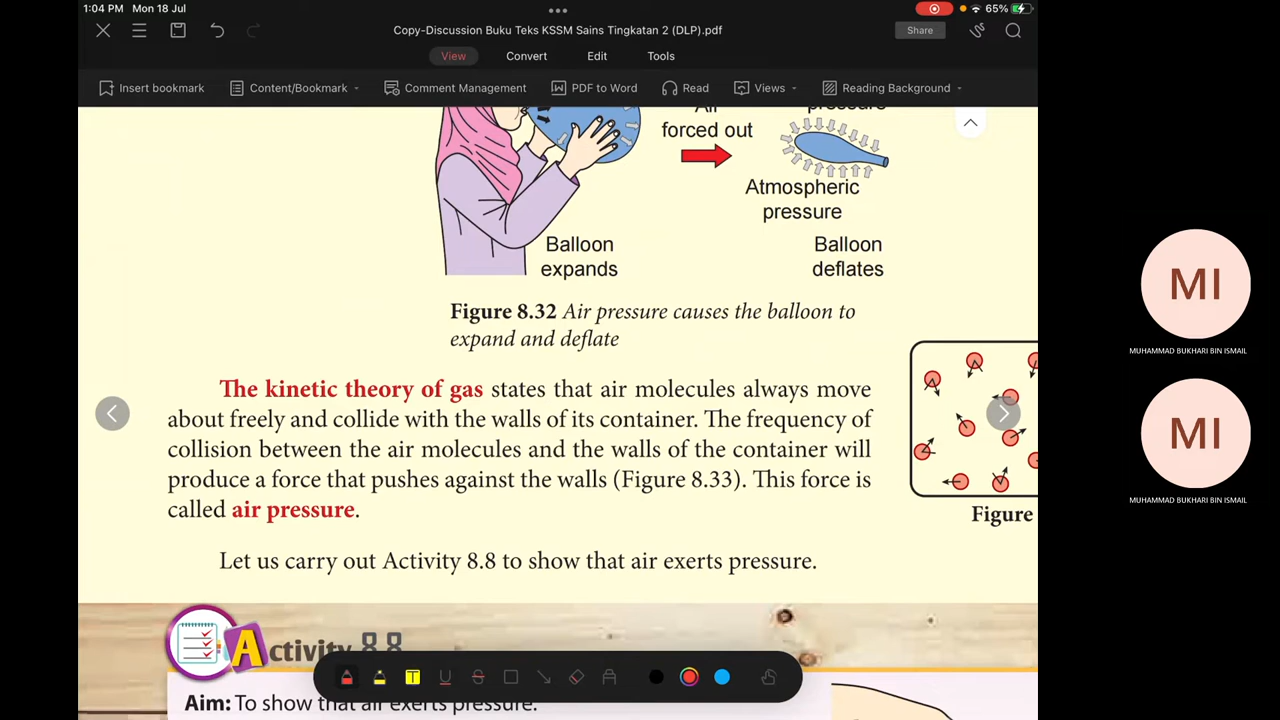 1:04 PM Mon 18 Jul
65%
Copy-Discussion Buku Teks KSSM Sains Tingkatan 2 (DLP).pdf
Share
View Convert Edit Tools
Insert bookmark Content/Bookmark Comment Management PDF to Word Read Views Reading Background
Air pressure
forced out
Atmospheric
pressure
Balloon
expands
Balloon
deflates
Figure 8.32 Air pressure causes the balloon to
expand and deflate
The kinetic theory of gas states that air molecules always move
about freely and collide with the walls of its container. The frequency of
collision between the air molecules and the walls of the container will
produce a force that pushes against the walls (Figure 8.33). This force is
called air pressure.
Figure
Let us carry out Activity 8.8 to show that air exerts pressure.
Activity 8.8
Aim: To show that air exerts pressure.
T U S
MI
MUHAMMAD BUKHARI BIN ISMAIL
MI
MUHAMMAD BUKHARI BIN ISMAIL